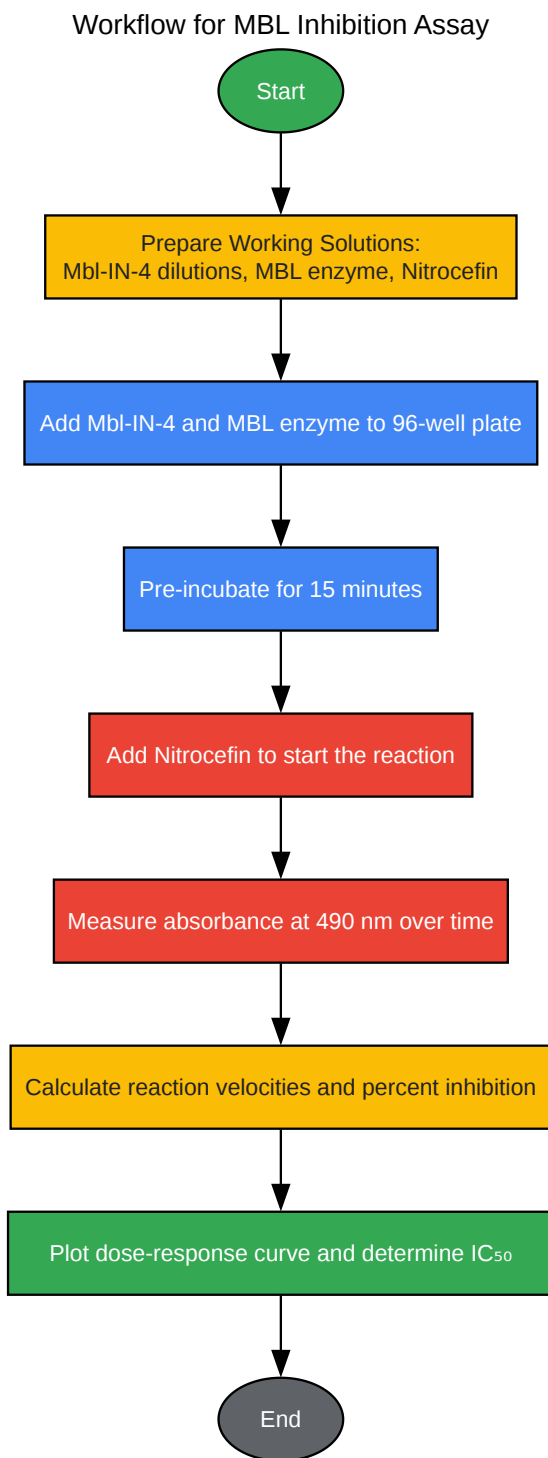 Workflow for MBL Inhibition Assay
Start
Prepare Working Solutions:
Mbl-IN-4 dilutions, MBL enzyme, Nitrocefin
Add Mbl-IN-4 and MBL enzyme to 96-well plate
Pre-incubate for 15 minutes
Add Nitrocefin to start the reaction
Measure absorbance at 490 nm over time
Calculate reaction velocities and percent inhibition
Plot dose-response curve and determine IC₅₀
End